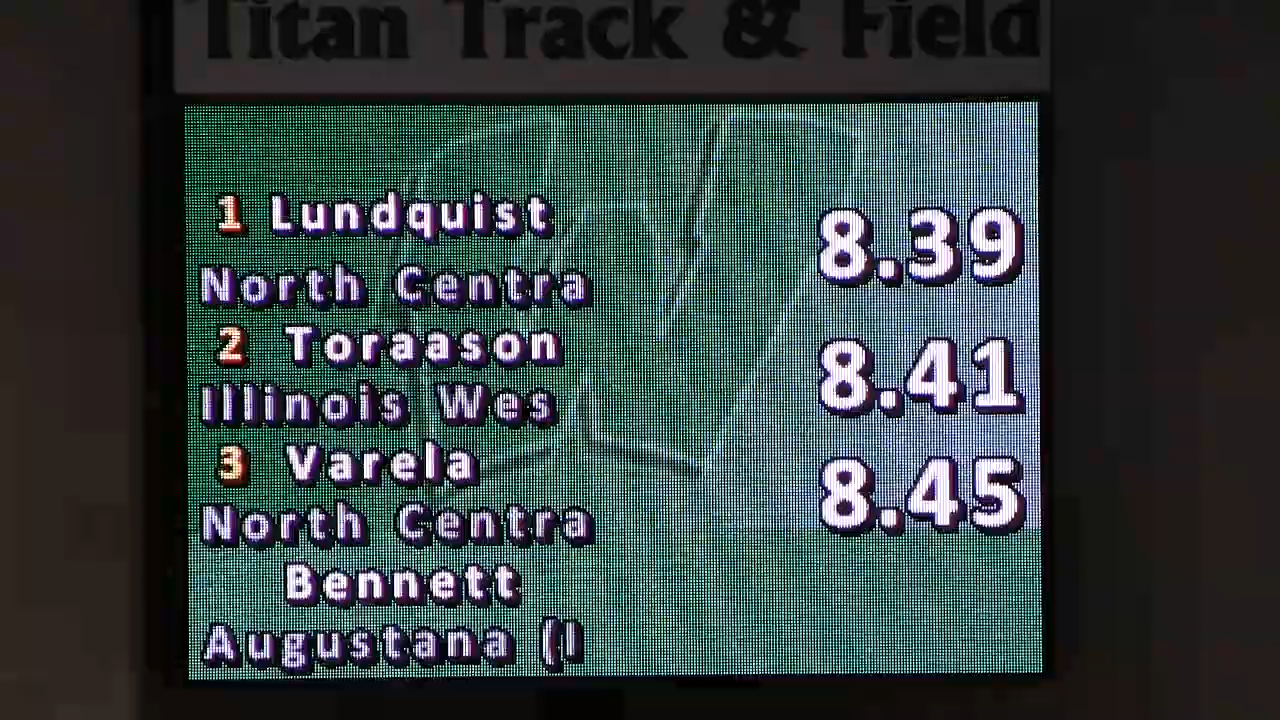 Titan Track & Field
1 Lundquist 8.39
North Centra
2 Toraason 8.41
Illinois Wes
3 Varela 8.45
North Centra
Bennett
Augustana (I